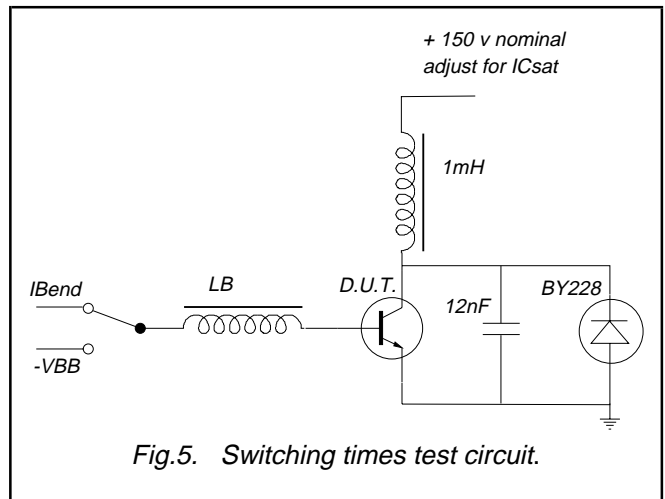 + 150 v nominal
adjust for ICsat
1mH
IBend
LB
D.U.T.
12nF
BY228
-VBB
Fig.5. Switching times test circuit.